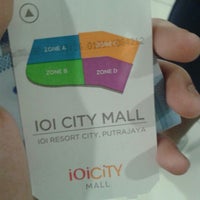 ZONE A
ZONE B
ZONE D
IOI CITY MALL
IOI RESORT CITY, PUTRAJAYA
iOiCiTY
MALL